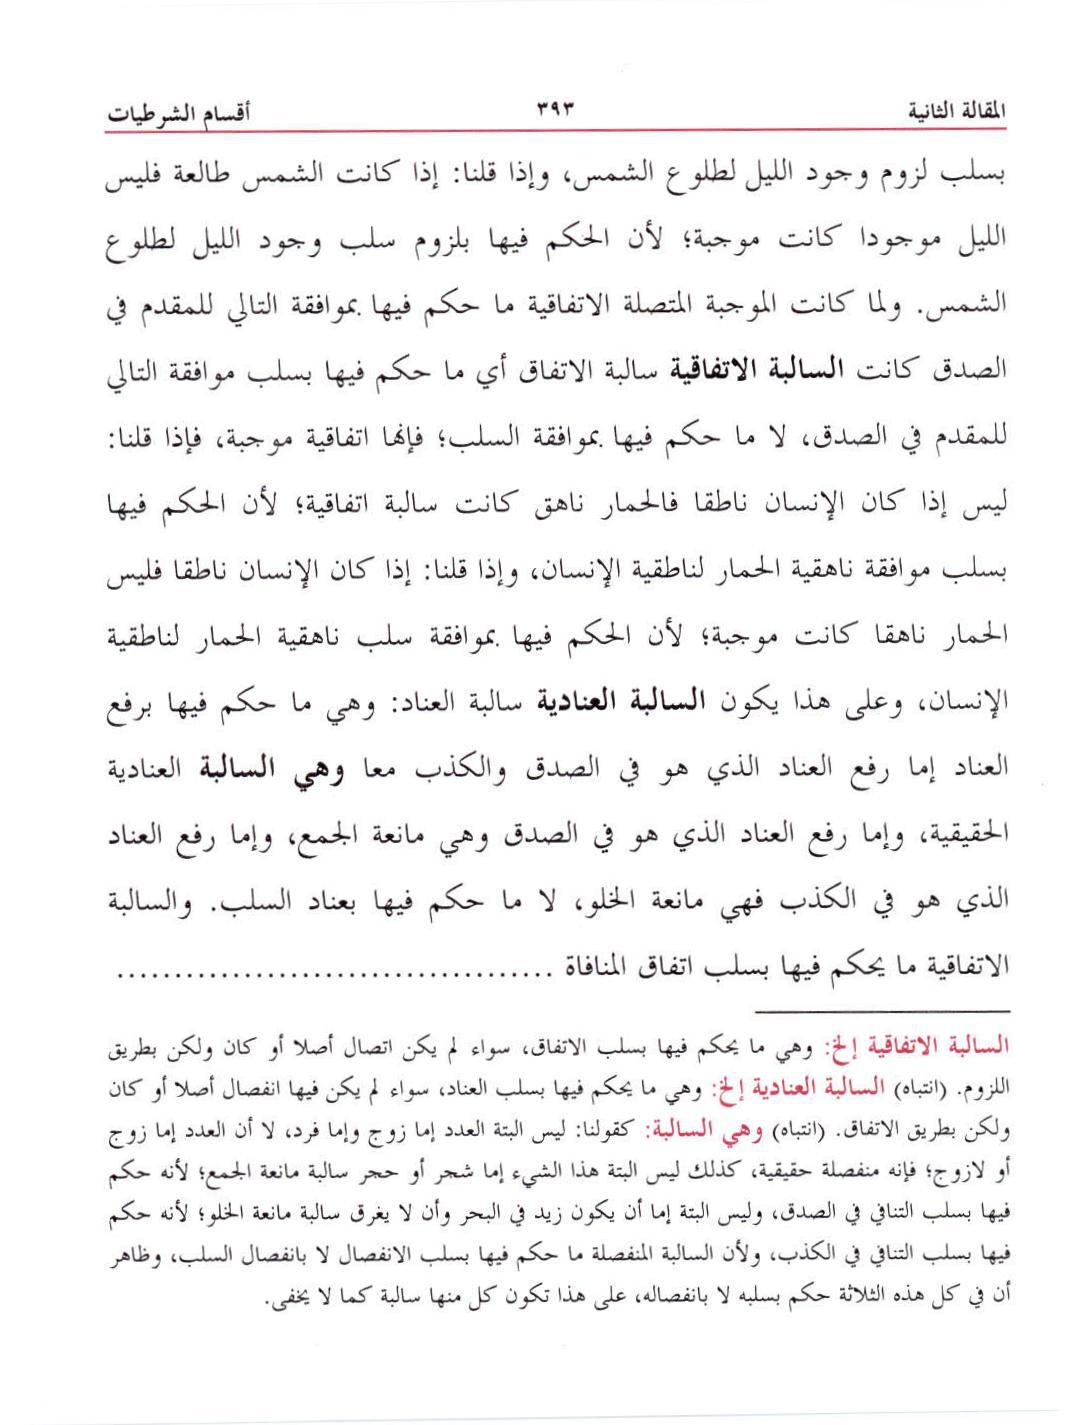 المقالة الثانية ٣٩٣ أقسام الشرطيات
بسلب لزوم وجود الليل لطلوع الشمس، وإذا قلنا: إذا كانت الشمس طالعة فليس
الليل موجودا كانت موجبة؛ لأن الحكم فيها بلزوم سلب وجود الليل لطلوع
الشمس. ولما كانت الموجبة المتصلة الاتفاقية ما حكم فيها بموافقة التالي للمقدم في
الصدق كانت السالبة الاتفاقية سالبة الاتفاق أي ما حكم فيها بسلب موافقة التالي
للمقدم في الصدق، لا ما حكم فيها بموافقة السلب؛ فإنها اتفاقية موجبة، فإذا قلنا:
ليس إذا كان الإنسان ناطقا فالحمار ناهق كانت سالبة اتفاقية؛ لأن الحكم فيها
بسلب موافقة ناهقية الحمار لناطقية الإنسان، وإذا قلنا: إذا كان الإنسان ناطقا فليس
الحمار ناهقا كانت موجبة؛ لأن الحكم فيها بموافقة سلب ناهقية الحمار لناطقية
الإنسان، وعلى هذا يكون السالبة العنادية سالبة العناد: وهي ما حكم فيها برفع
العناد إما رفع العناد الذي هو في الصدق والكذب معا وهي السالبة العنادية
الحقيقية، وإما رفع العناد الذي هو في الصدق وهي مانعة الجمع، وإما رفع العناد
الذي هو في الكذب فهي مانعة الخلو، لا ما حكم فيها بعناد السلب. والسالبة
الاتفاقية ما يحكم فيها بسلب اتفاق المنافاة .....................................
السالبة الاتفاقية إلخ: وهي ما يحكم فيها بسلب الاتفاق، سواء لم يكن اتصال أصلا أو كان ولكن بطريق
اللزوم. (انتباه) السالبة العنادية إلخ: وهي ما يحكم فيها بسلب العناد، سواء لم يكن فيها انفصال أصلا أو كان
ولكن بطريق الاتفاق. (انتباه) وهي السالبة: كقولنا: ليس البتة العدد إما زوج وإما فرد، لا أن العدد إما زوج
أو لازوج؛ فإنه منفصلة حقيقية، كذلك ليس البتة هذا الشيء إما شجر أو حجر سالبة مانعة الجمع؛ لأنه حكم
فيها بسلب التنافي في الصدق، وليس البتة إما أن يكون زيد في البحر وأن لا يغرق سالبة مانعة الخلو؛ لأنه حكم
فيها بسلب التنافي في الكذب، ولأن السالبة المنفصلة ما حكم فيها بسلب الانفصال لا بانفصال السلب، وظاهر
أن في كل هذه الثلاثة حكم بسلبه لا بانفصاله، على هذا تكون كل منها سالبة كما لا يخفى.